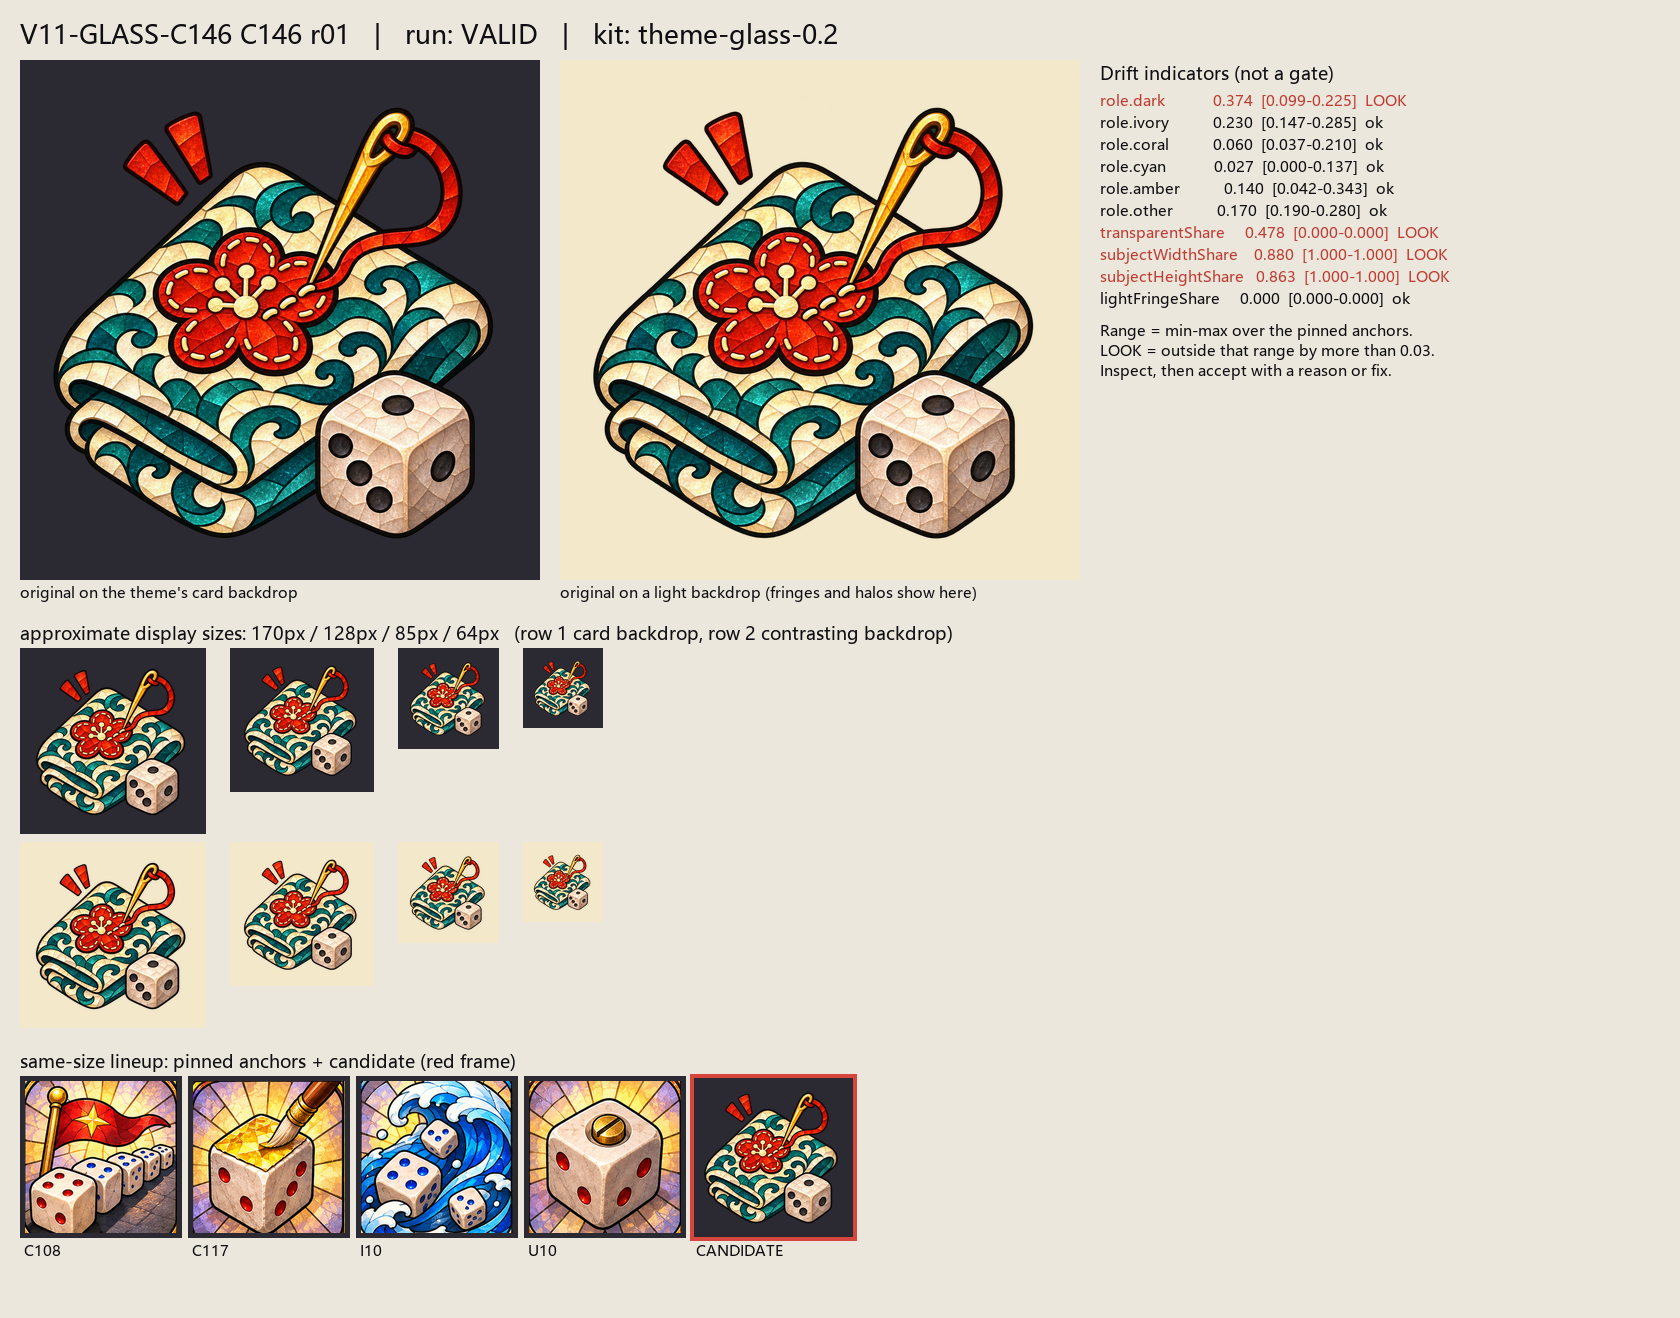 V11-GLASS-C146 C146 r01 | run: VALID | kit: theme-glass-0.2
Drift indicators (not a gate)
role.dark 0.374 [0.099-0.225] LOOK
role.ivory 0.230 [0.147-0.285] ok
role.coral 0.060 [0.037-0.210] ok
role.cyan 0.027 [0.000-0.137] ok
role.amber 0.140 [0.042-0.343] ok
role.other 0.170 [0.190-0.280] ok
transparentShare 0.478 [0.000-0.000] LOOK
subjectWidthShare 0.880 [1.000-1.000] LOOK
subjectHeightShare 0.863 [1.000-1.000] LOOK
lightFringeShare 0.000 [0.000-0.000] ok
Range = min-max over the pinned anchors.
LOOK = outside that range by more than 0.03.
Inspect, then accept with a reason or fix.
original on the theme's card backdrop
original on a light backdrop (fringes and halos show here)
approximate display sizes: 170px / 128px / 85px / 64px (row 1 card backdrop, row 2 contrasting backdrop)
same-size lineup: pinned anchors + candidate (red frame)
C108
C117
I10
U10
CANDIDATE